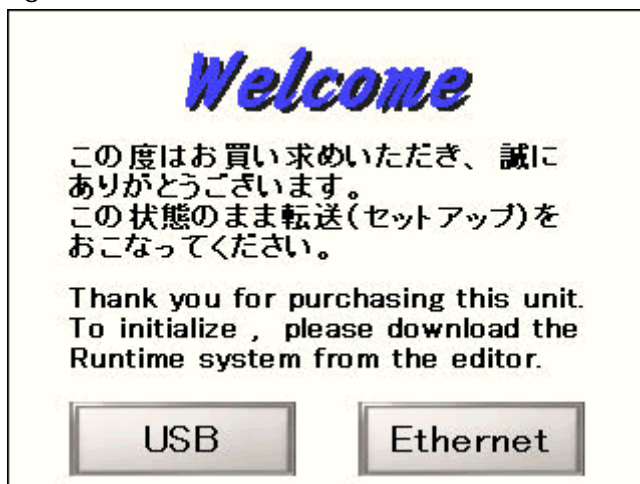 Welcome
この度はお買い求めいただき、誠に
ありがとうございます。
この状態のまま転送(セットアップ)を
おこなってください。
Thank you for purchasing this unit.
To initialize , please download the
Runtime system from the editor.
USB
Ethernet